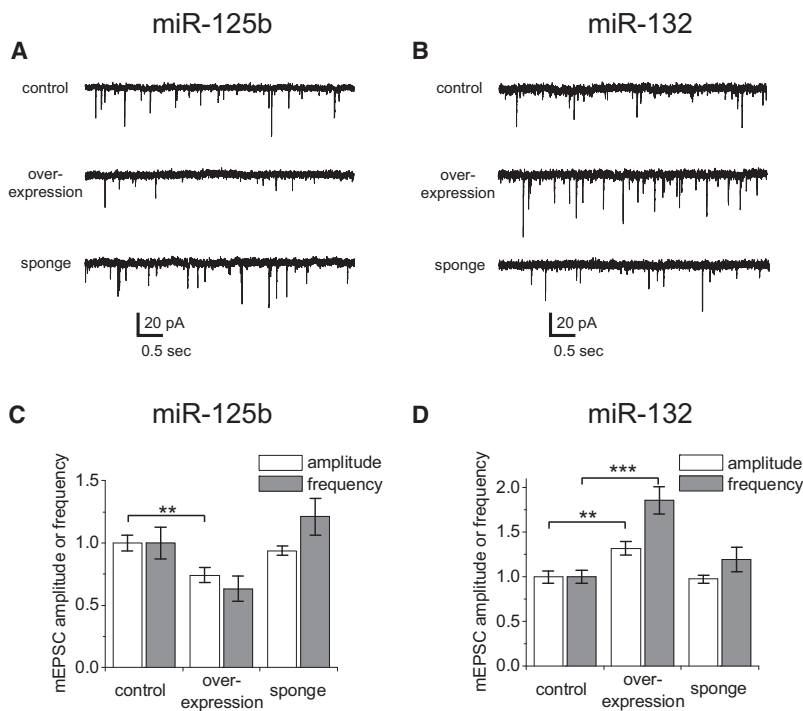 miR-125b
miR-132
A
B
control
over-
expression
sponge
20 pA
0.5 sec
control
over-
expression
sponge
20 pA
0.5 sec
C
miR-125b
D
miR-132
amplitude
frequency
mEPSC amplitude or frequency
1.5
1.0
0.5
0.0
**
control
over-
expression
sponge
amplitude
frequency
mEPSC amplitude or frequency
2.0
1.5
1.0
0.5
0.0
***
**
control
over-
expression
sponge